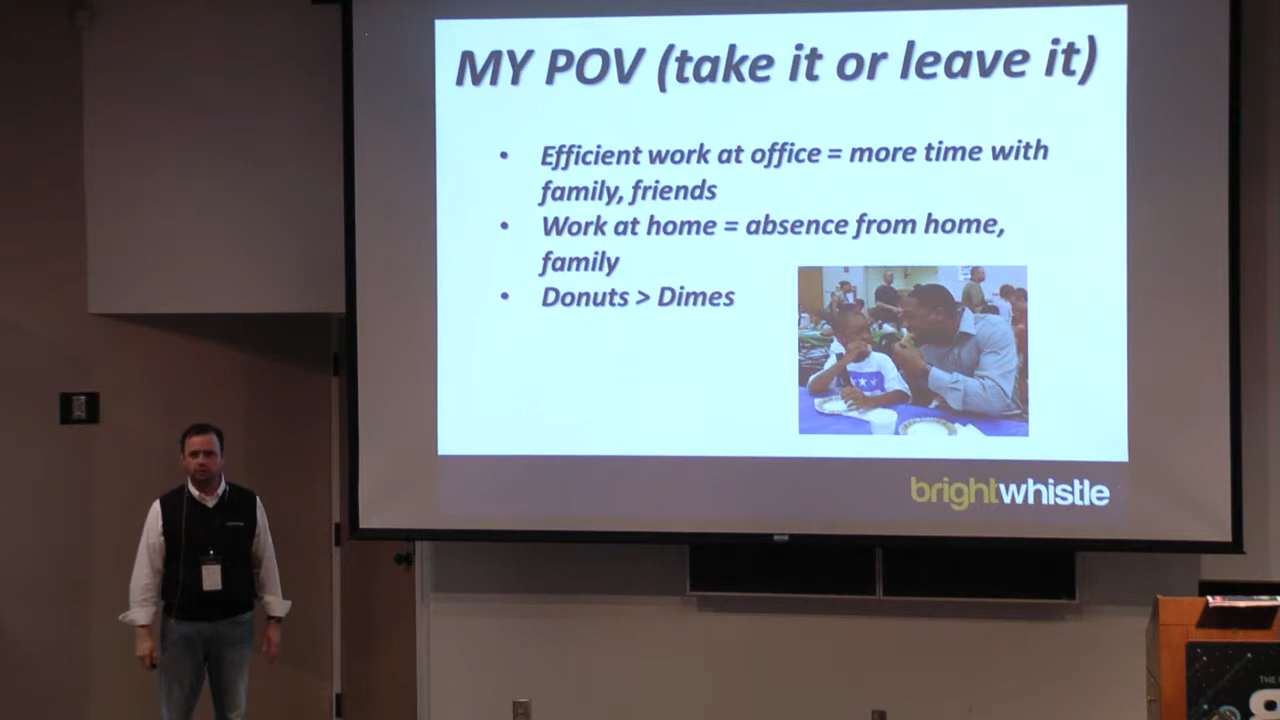 MY POV (take it or leave it)
• Efficient work at office = more time with
family, friends
• Work at home = absence from home,
family
• Donuts > Dimes
brightwhistle
THE